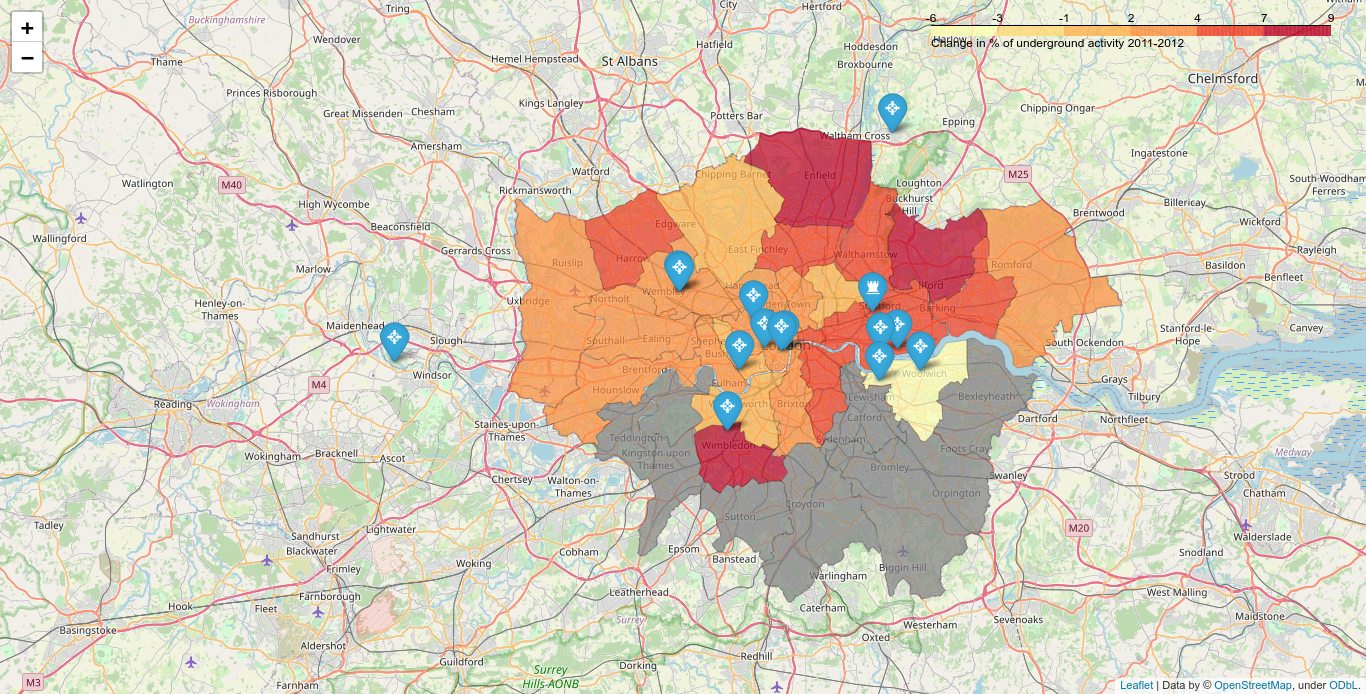 +
−
-6 -3 -1 2 4 7 9
Change in % of underground activity 2011-2012
Buckinghamshire
Tring
City
Hertford
Harlow
Wendover
Hatfield
Hoddesdon
Thame
Hemel Hempstead
St Albans
Broxbourne
Chelmsford
Princes Risborough
Kings Langley
Great Missenden
Chesham
Potters Bar
Chipping Ongar
Epping
Waltham Cross
Amersham
Ingatestone
Watford
Chipping Barnet
Enfield
M25
South Woodham
Ferrers
Watlington
M40
Rickmansworth
Loughton
Buckhurst
Hill
Billericay
High Wycombe
Brentwood
Wickford
Beaconsfield
Edgware
Wallingford
Gerrards Cross
Harrow
East Finchley
Walthamstow
Rayleigh
Marlow
Ruislip
Romford
Basildon
Benfleet
Ilford
Henley-on-
Thames
Uxbridge
Northolt
Wembley
Barking
Maidenhead
Slough
Southall
Ealing
Stanford-le
Hope
Canvey
South Ockendon
Windsor
Brentford
Fulham
Woolwich
Grays
M4
Hounslow
Brixton
Lewisham
Bexleyheath
Tilbury
Reading
Wokingham
Catford
Dartford
Northfleet
Staines-upon-
Thames
Teddington
Wimbledon
Sydenham
Foots Cray
Kingston upon
Thames
Medway
Wokingham
Bracknell
Ascot
Bromley
Swanley
Strood
Chertsey
Walton-on-
Thames
Orpington
Chatham
Croydon
Sutton
Tadley
Lightwater
M20
Sandhurst
Blackwater
Walderslade
Cobham
Epsom
Banstead
Snodland
Frimley
Woking
Warlingham
Biggin Hill
Farnborough
Leatherhead
West Malling
Hook
Fleet
Caterham
Surrey
Westerham
Sevenoaks
Maidstone
Basingstoke
Aldershot
Oxted
Guildford
Dorking
Redhill
Surrey
Hills AONB
M3
Farnham
Leaflet | Data by © OpenStreetMap, under ODbL.